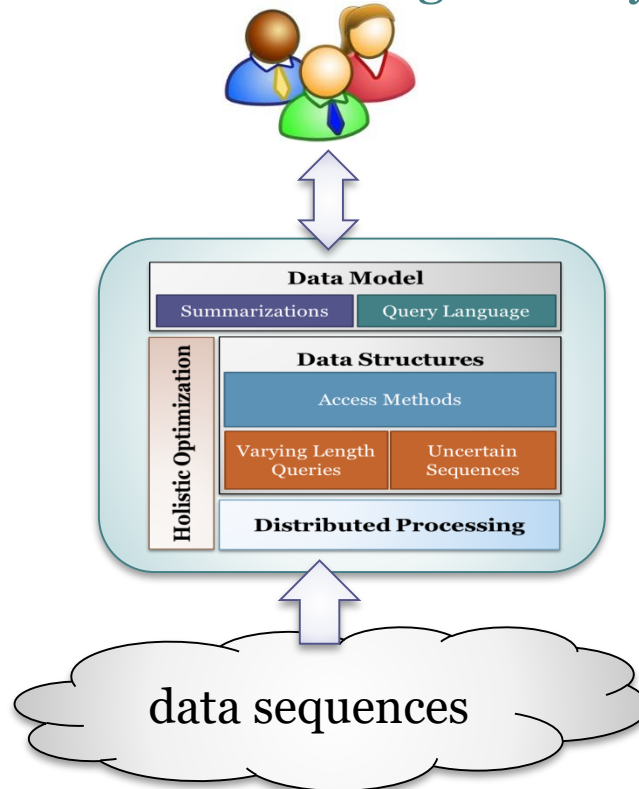 Data Model
Summarizations
Query Language
Holistic Optimization
Data Structures
Access Methods
Varying Length
Queries
Uncertain
Sequences
Distributed Processing
data sequences